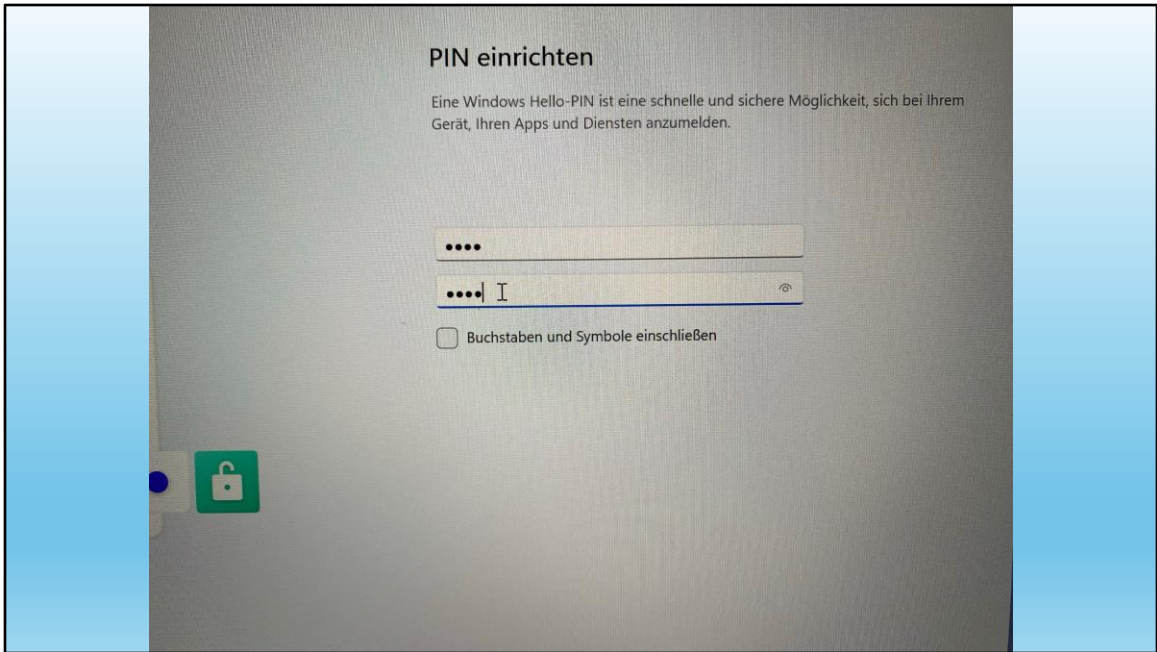 PIN einrichten
Eine Windows Hello-PIN ist eine schnelle und sichere Möglichkeit, sich bei Ihrem
Gerät, Ihren Apps und Diensten anzumelden.
••••
••••
Buchstaben und Symbole einschließen